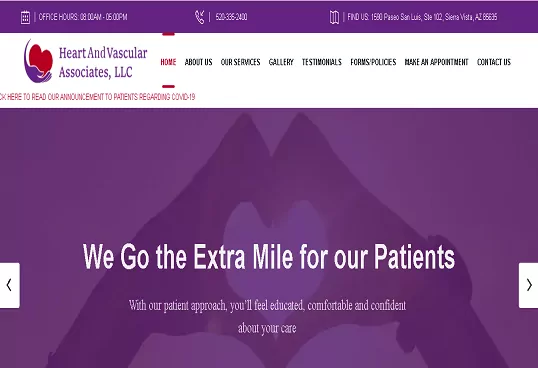 OFFICE HOURS: 08:00AM - 05:00PM
520-335-2400
FIND US: 1590 Paseo San Luis, Ste 102, Sierra Vista, AZ 85635
Heart And Vascular
Associates, LLC
HOME ABOUT US OUR SERVICES GALLERY TESTIMONIALS FORMS/POLICIES MAKE AN APPOINTMENT CONTACT US
CK HERE TO READ OUR ANNOUNCEMENT TO PATIENTS REGARDING COVID-19
We Go the Extra Mile for our Patients
With our patient approach, you'll feel educated, comfortable and confident
about your care